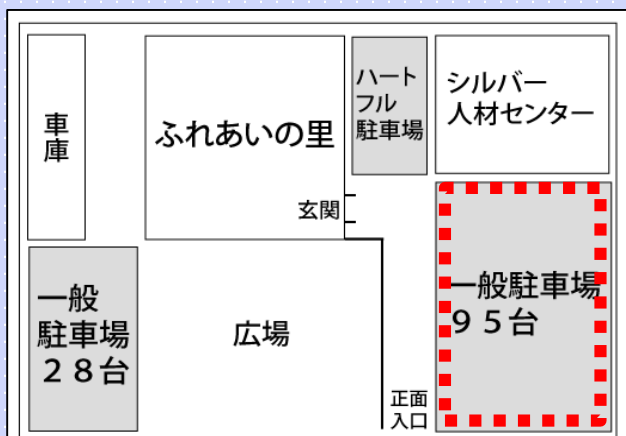 車庫
ふれあいの里
ハート
フル
駐車場
シルバー
人材センター
玄関
一般
駐車場
２８台
広場
正面
入口
一般駐車場
９５台